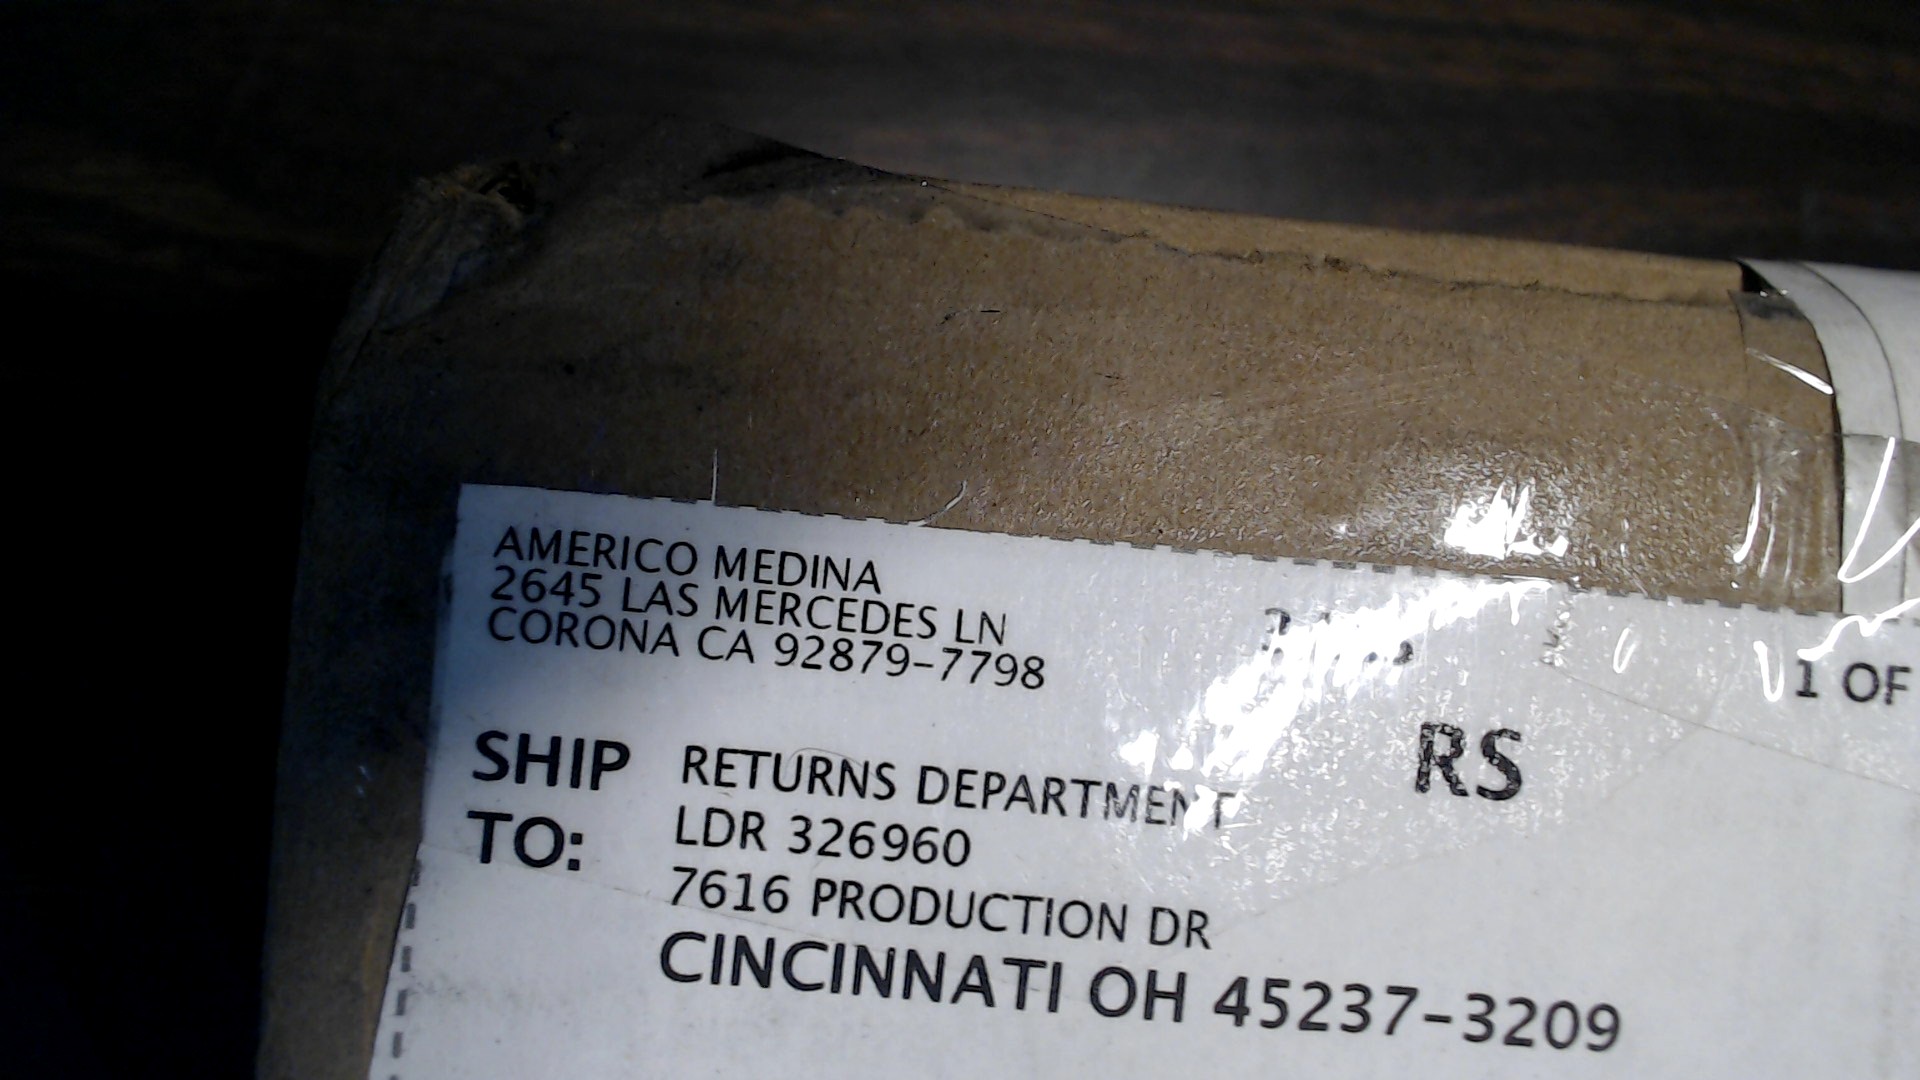 AMERICO MEDINA
2645 LAS MERCEDES LN
CORONA CA 92879-7798
1 OF
RS
SHIP TO:
RETURNS DEPARTMENT
LDR 326960
7616 PRODUCTION DR
CINCINNATI OH 45237-3209